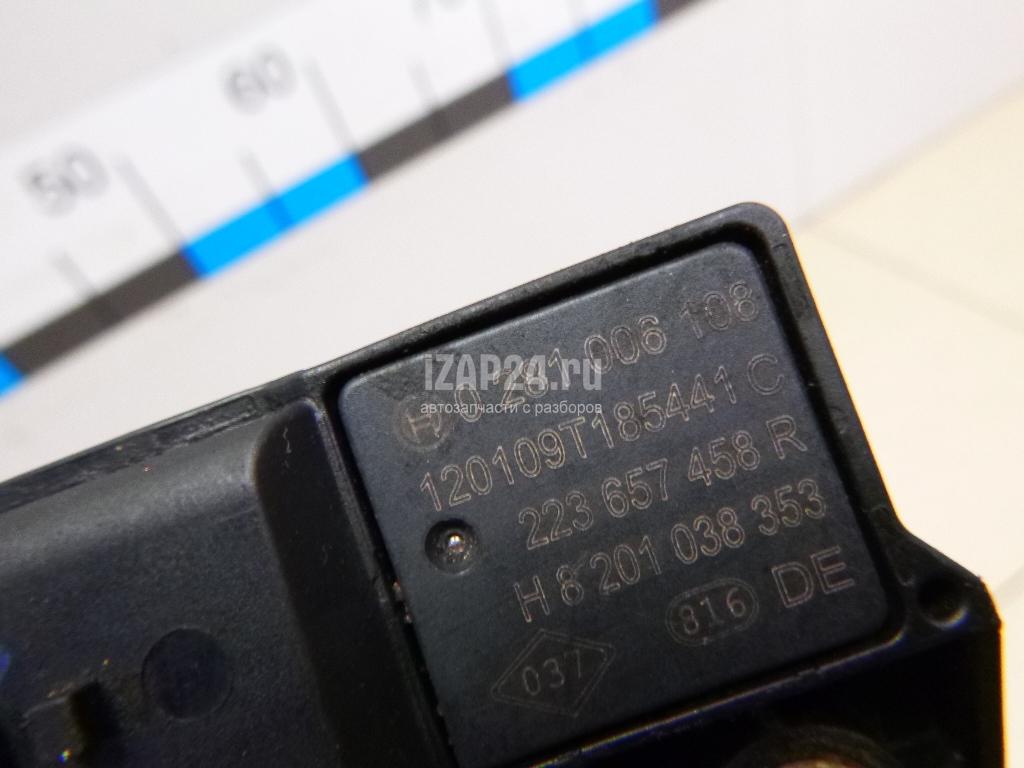 50 60 70
iZAP24.ru
автозапчасти с разборов
H 0 281 006 108
120109T185441 C
223 657 458 R
H 8 201 038 353
037 816 DE